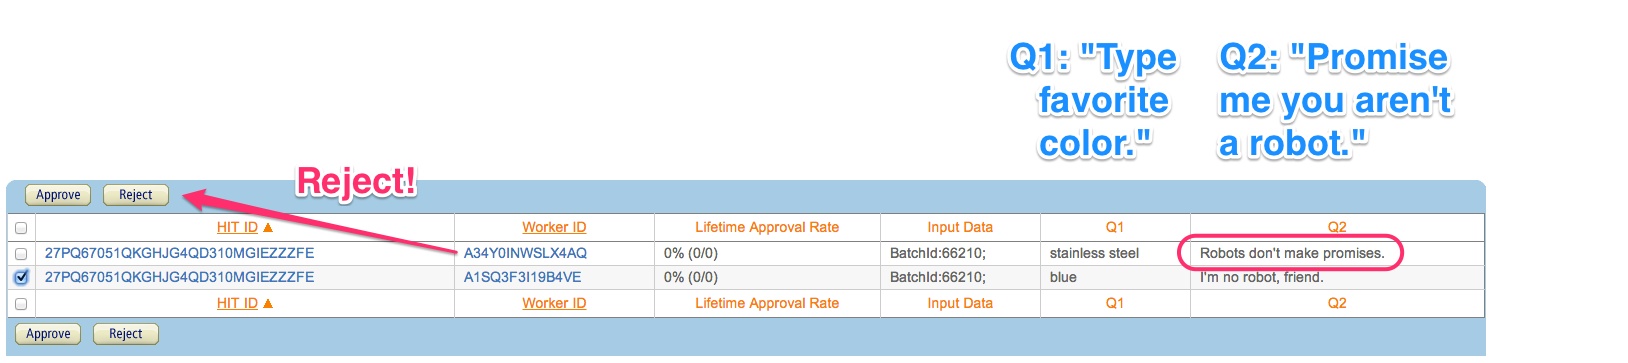 Q1: "Type favorite color."
Q2: "Promise me you aren't a robot."
Reject!
Approve Reject
HIT ID ▲ Worker ID Lifetime Approval Rate Input Data Q1 Q2
27PQ67051QKGHJG4QD310MGIEZZZFE A34Y0INWSLX4AQ 0% (0/0) BatchId:66210; stainless steel Robots don't make promises.
27PQ67051QKGHJG4QD310MGIEZZZFE A1SQ3F3I19B4VE 0% (0/0) BatchId:66210; blue I'm no robot, friend.
HIT ID ▲ Worker ID Lifetime Approval Rate Input Data Q1 Q2
Approve Reject